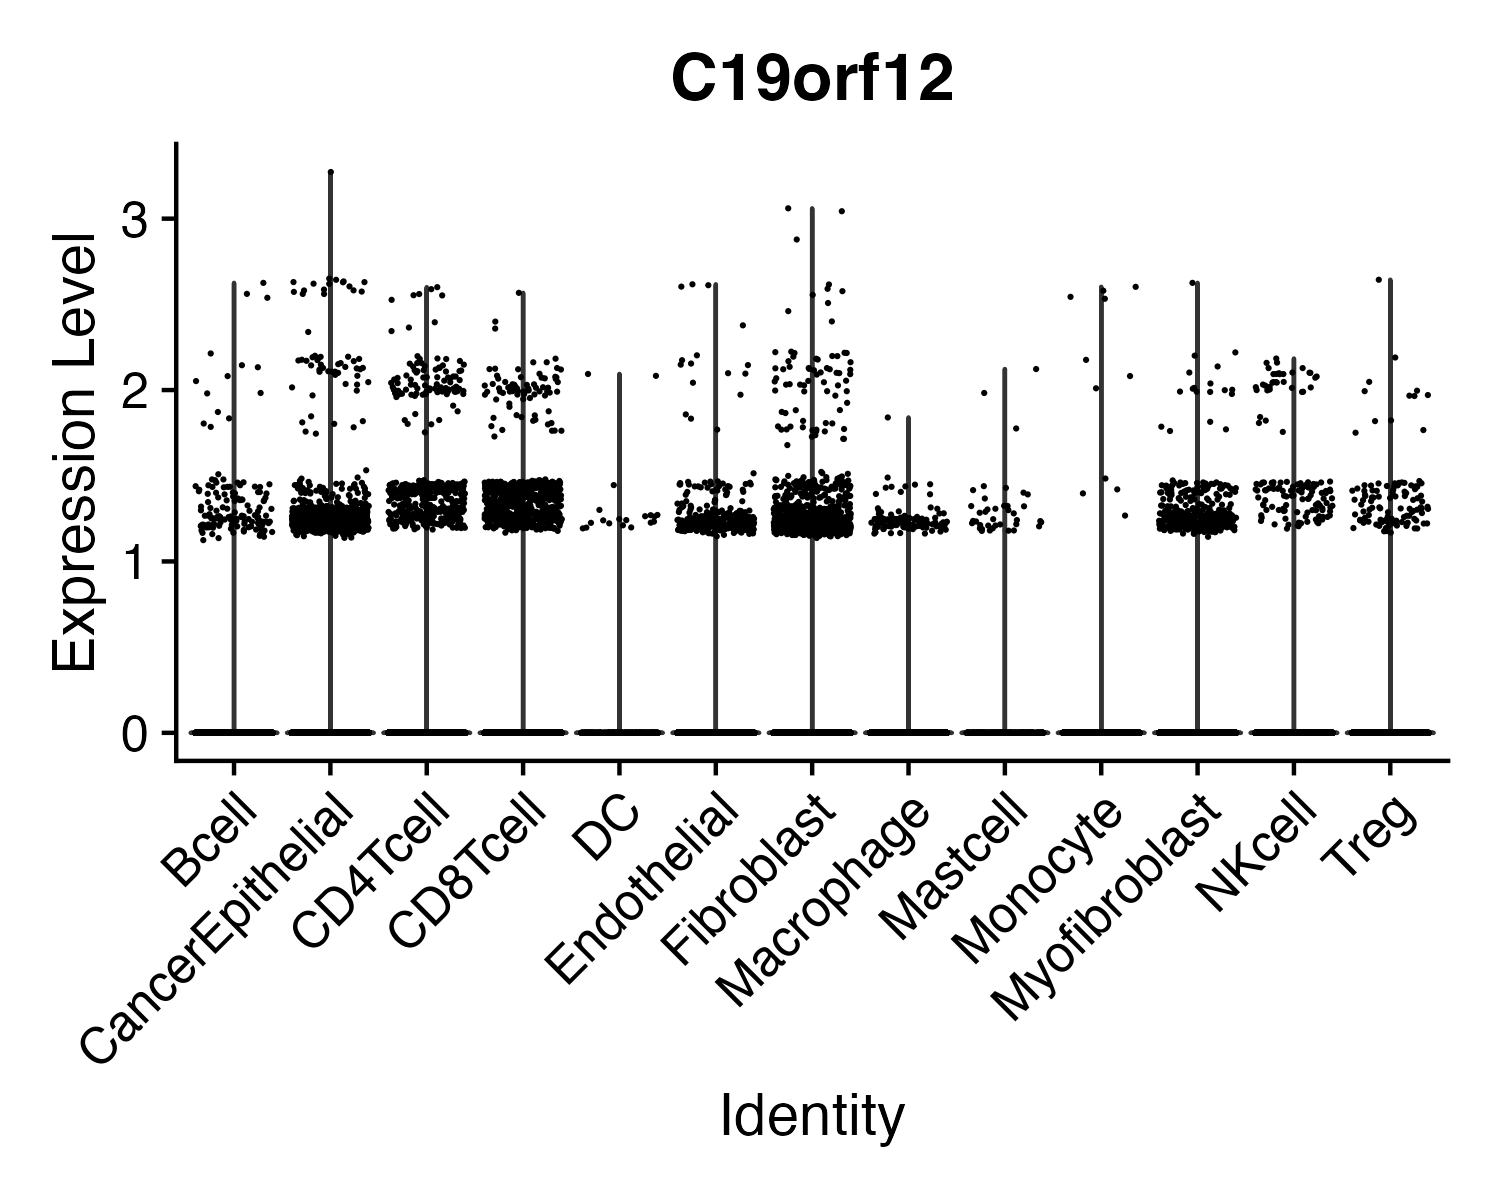 C19orf12
Expression Level
3
2
1
0
Bcell
CancerEpithelial
CD4Tcell
CD8Tcell
DC
Endothelial
Fibroblast
Macrophage
Mastcell
Monocyte
Myofibroblast
NKcell
Treg
Identity